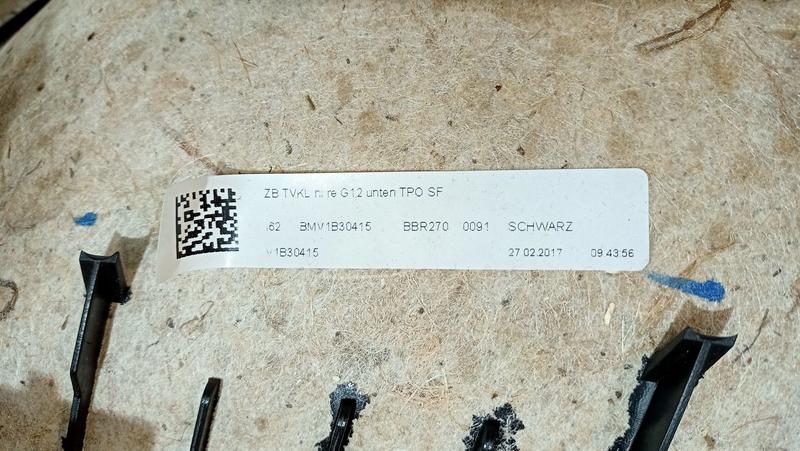 ZB TVKL hi re G12 unten TPO SF
62 BMV1B30415 BBR270 0091 SCHWARZ
V1B30415 27.02.2017 09:43:56